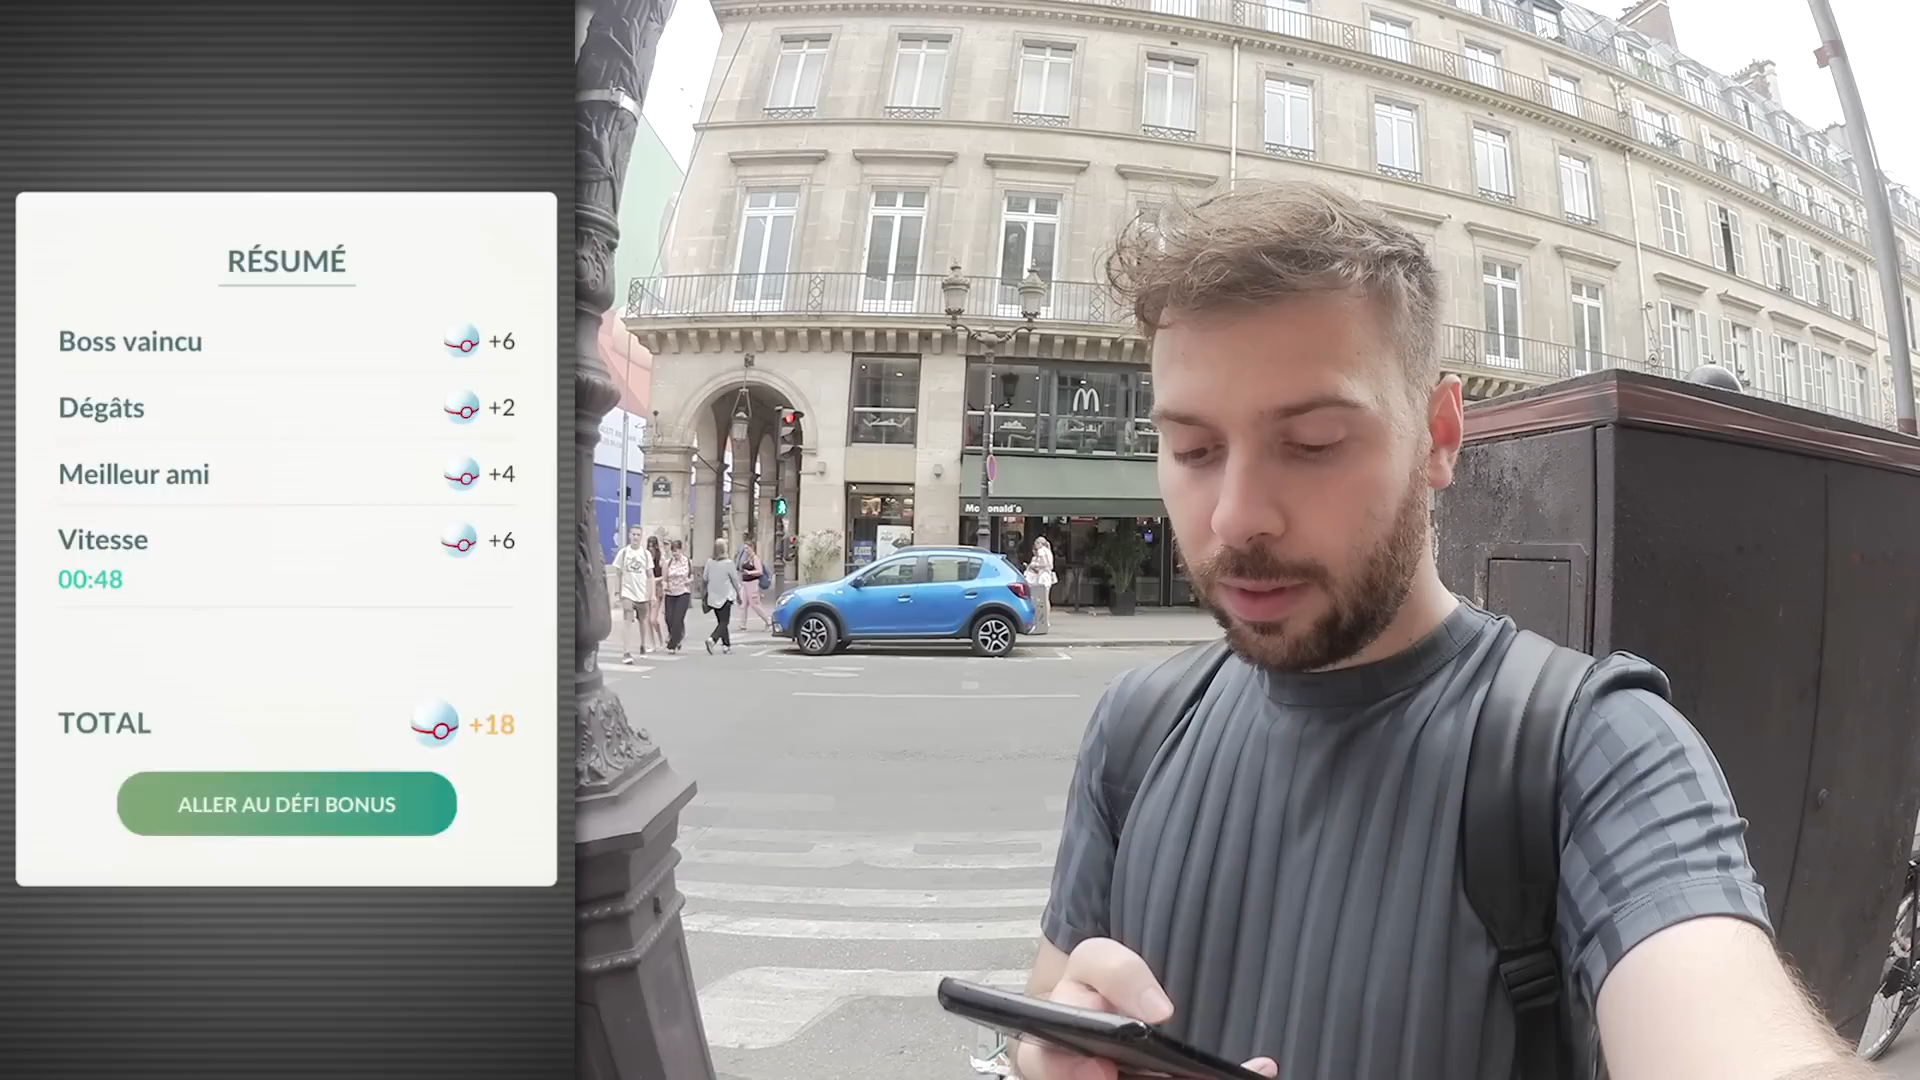 RÉSUMÉ
Boss vaincu +6
Dégâts +2
Meilleur ami +4
Vitesse +6
00:48
TOTAL +18
ALLER AU DÉFI BONUS
McDonald's